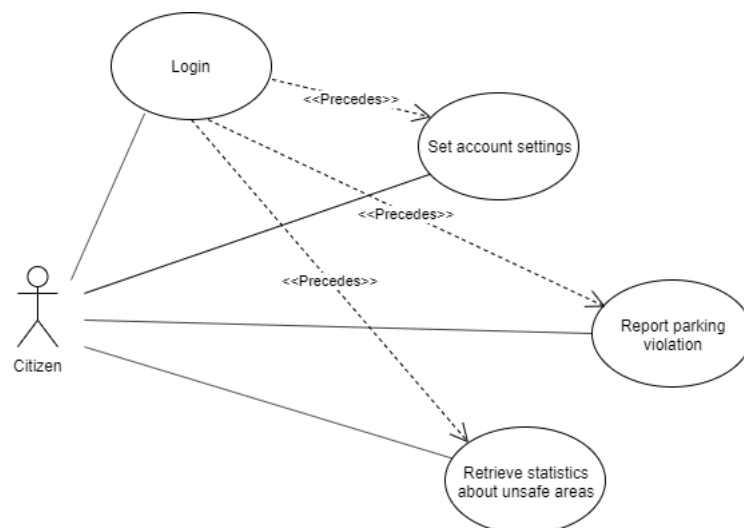 Login
<<Precedes>>
Set account settings
<<Precedes>>
<<Precedes>>
Report parking
violation
Citizen
Retrieve statistics
about unsafe areas